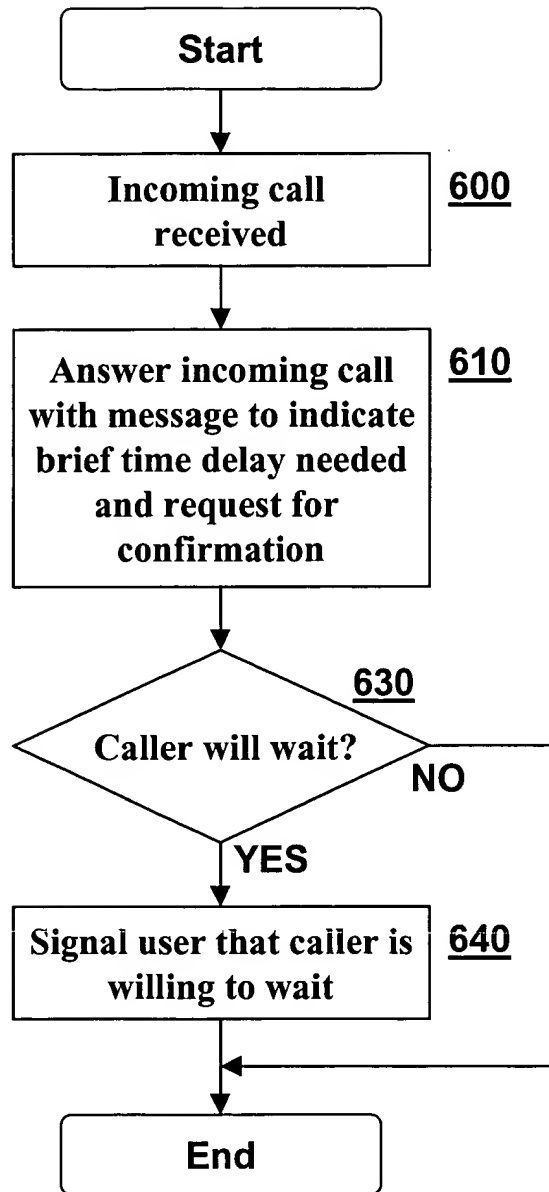 Start
Incoming call
received
600
Answer incoming call
with message to indicate
brief time delay needed
and request for
confirmation
610
630
Caller will wait?
NO
YES
Signal user that caller is
willing to wait
640
End